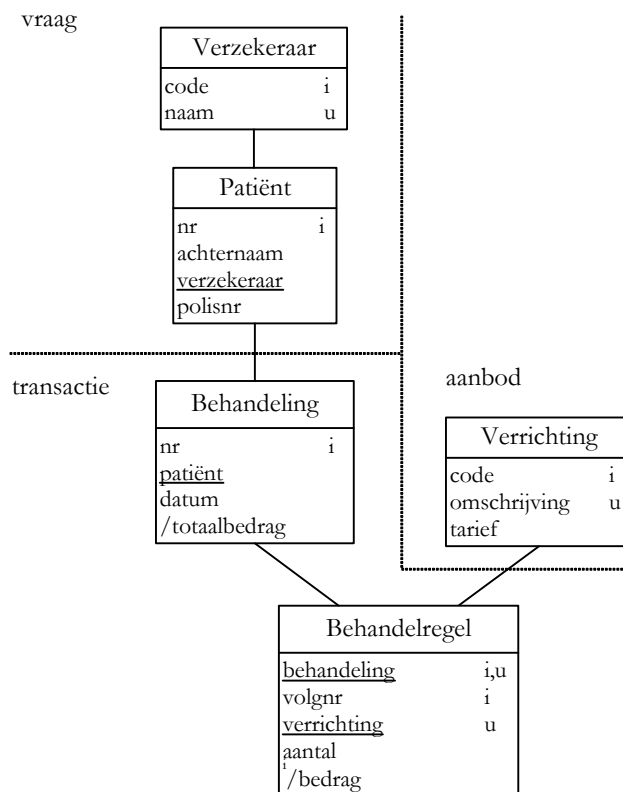 vraag
Verzekeraar
code i
naam u
Patiënt
nr i
achternaam
verzekeraar
polisnr
transactie
aanbod
Behandeling
nr i
patiënt
datum
/totaalbedrag
Verrichting
code i
omschrijving u
tarief
Behandelregel
behandeling i,u
volgnr i
verrichting u
aantal
i
/bedrag